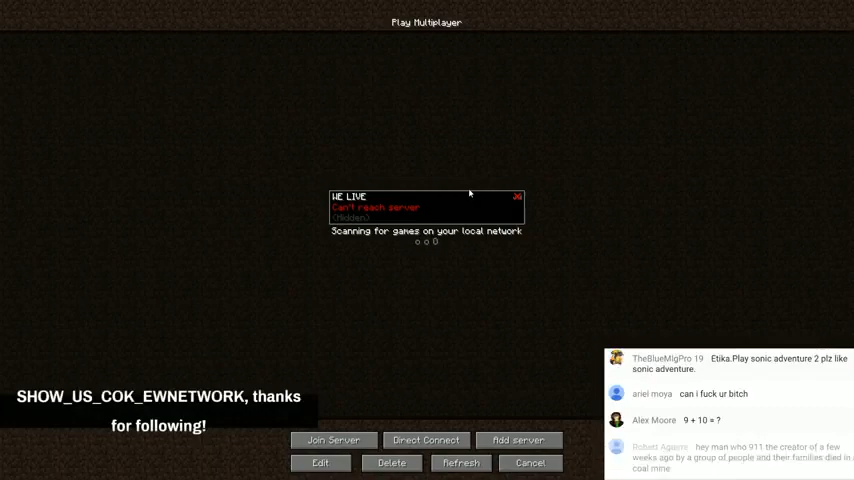 Play Multiplayer
WE LIVE
Can't reach server
(Hidden)
Scanning for games on your local network
o o O
SHOW_US_COK_EWNETWORK, thanks
for following!
TheBlueMlgPro 19 Etika.Play sonic adventure 2 plz like
sonic adventure.
ariel moya can i fuck ur bitch
Alex Moore 9 + 10 = ?
Robert hey man who 911 the creator of a few
weeks ago by a group of people and their families died in a
coal mine
Join Server Direct Connect Add server
Edit Delete Refresh Cancel